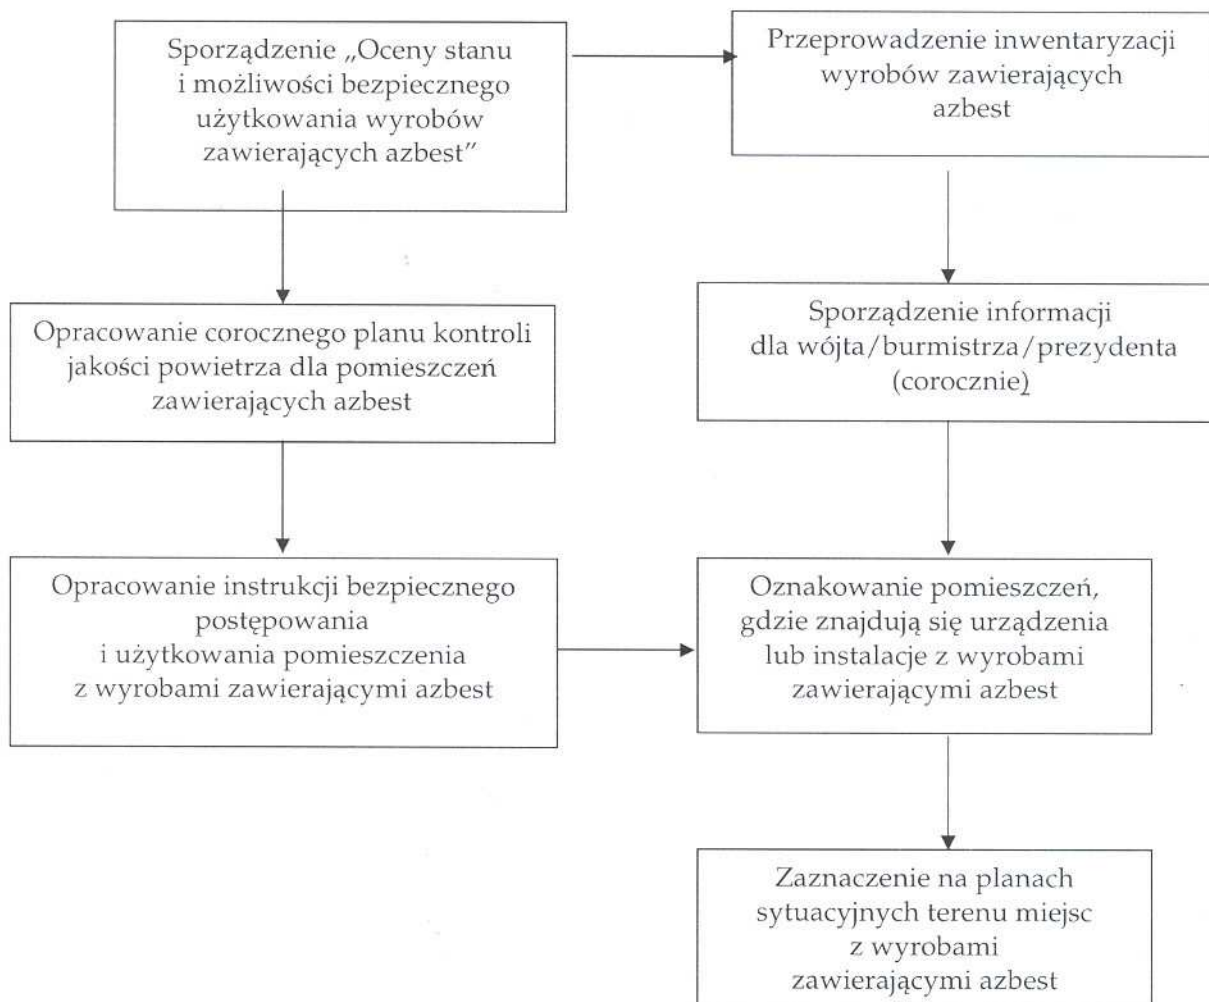 Sporządzenie „Oceny stanu
i możliwości bezpiecznego
użytkowania wyrobów
zawierających azbest”
Przeprowadzenie inwentaryzacji
wyrobów zawierających
azbest
Opracowanie corocznego planu kontroli
jakości powietrza dla pomieszczeń
zawierających azbest
Sporządzenie informacji
dla wójta/burmistrza/prezydenta
(corocznie)
Opracowanie instrukcji bezpiecznego
postępowania
i użytkowania pomieszczenia
z wyrobami zawierającymi azbest
Oznakowanie pomieszczeń,
gdzie znajdują się urządzenia
lub instalacje z wyrobami
zawierającymi azbest
Zaznaczenie na planach
sytuacyjnych terenu miejsc
z wyrobami
zawierającymi azbest